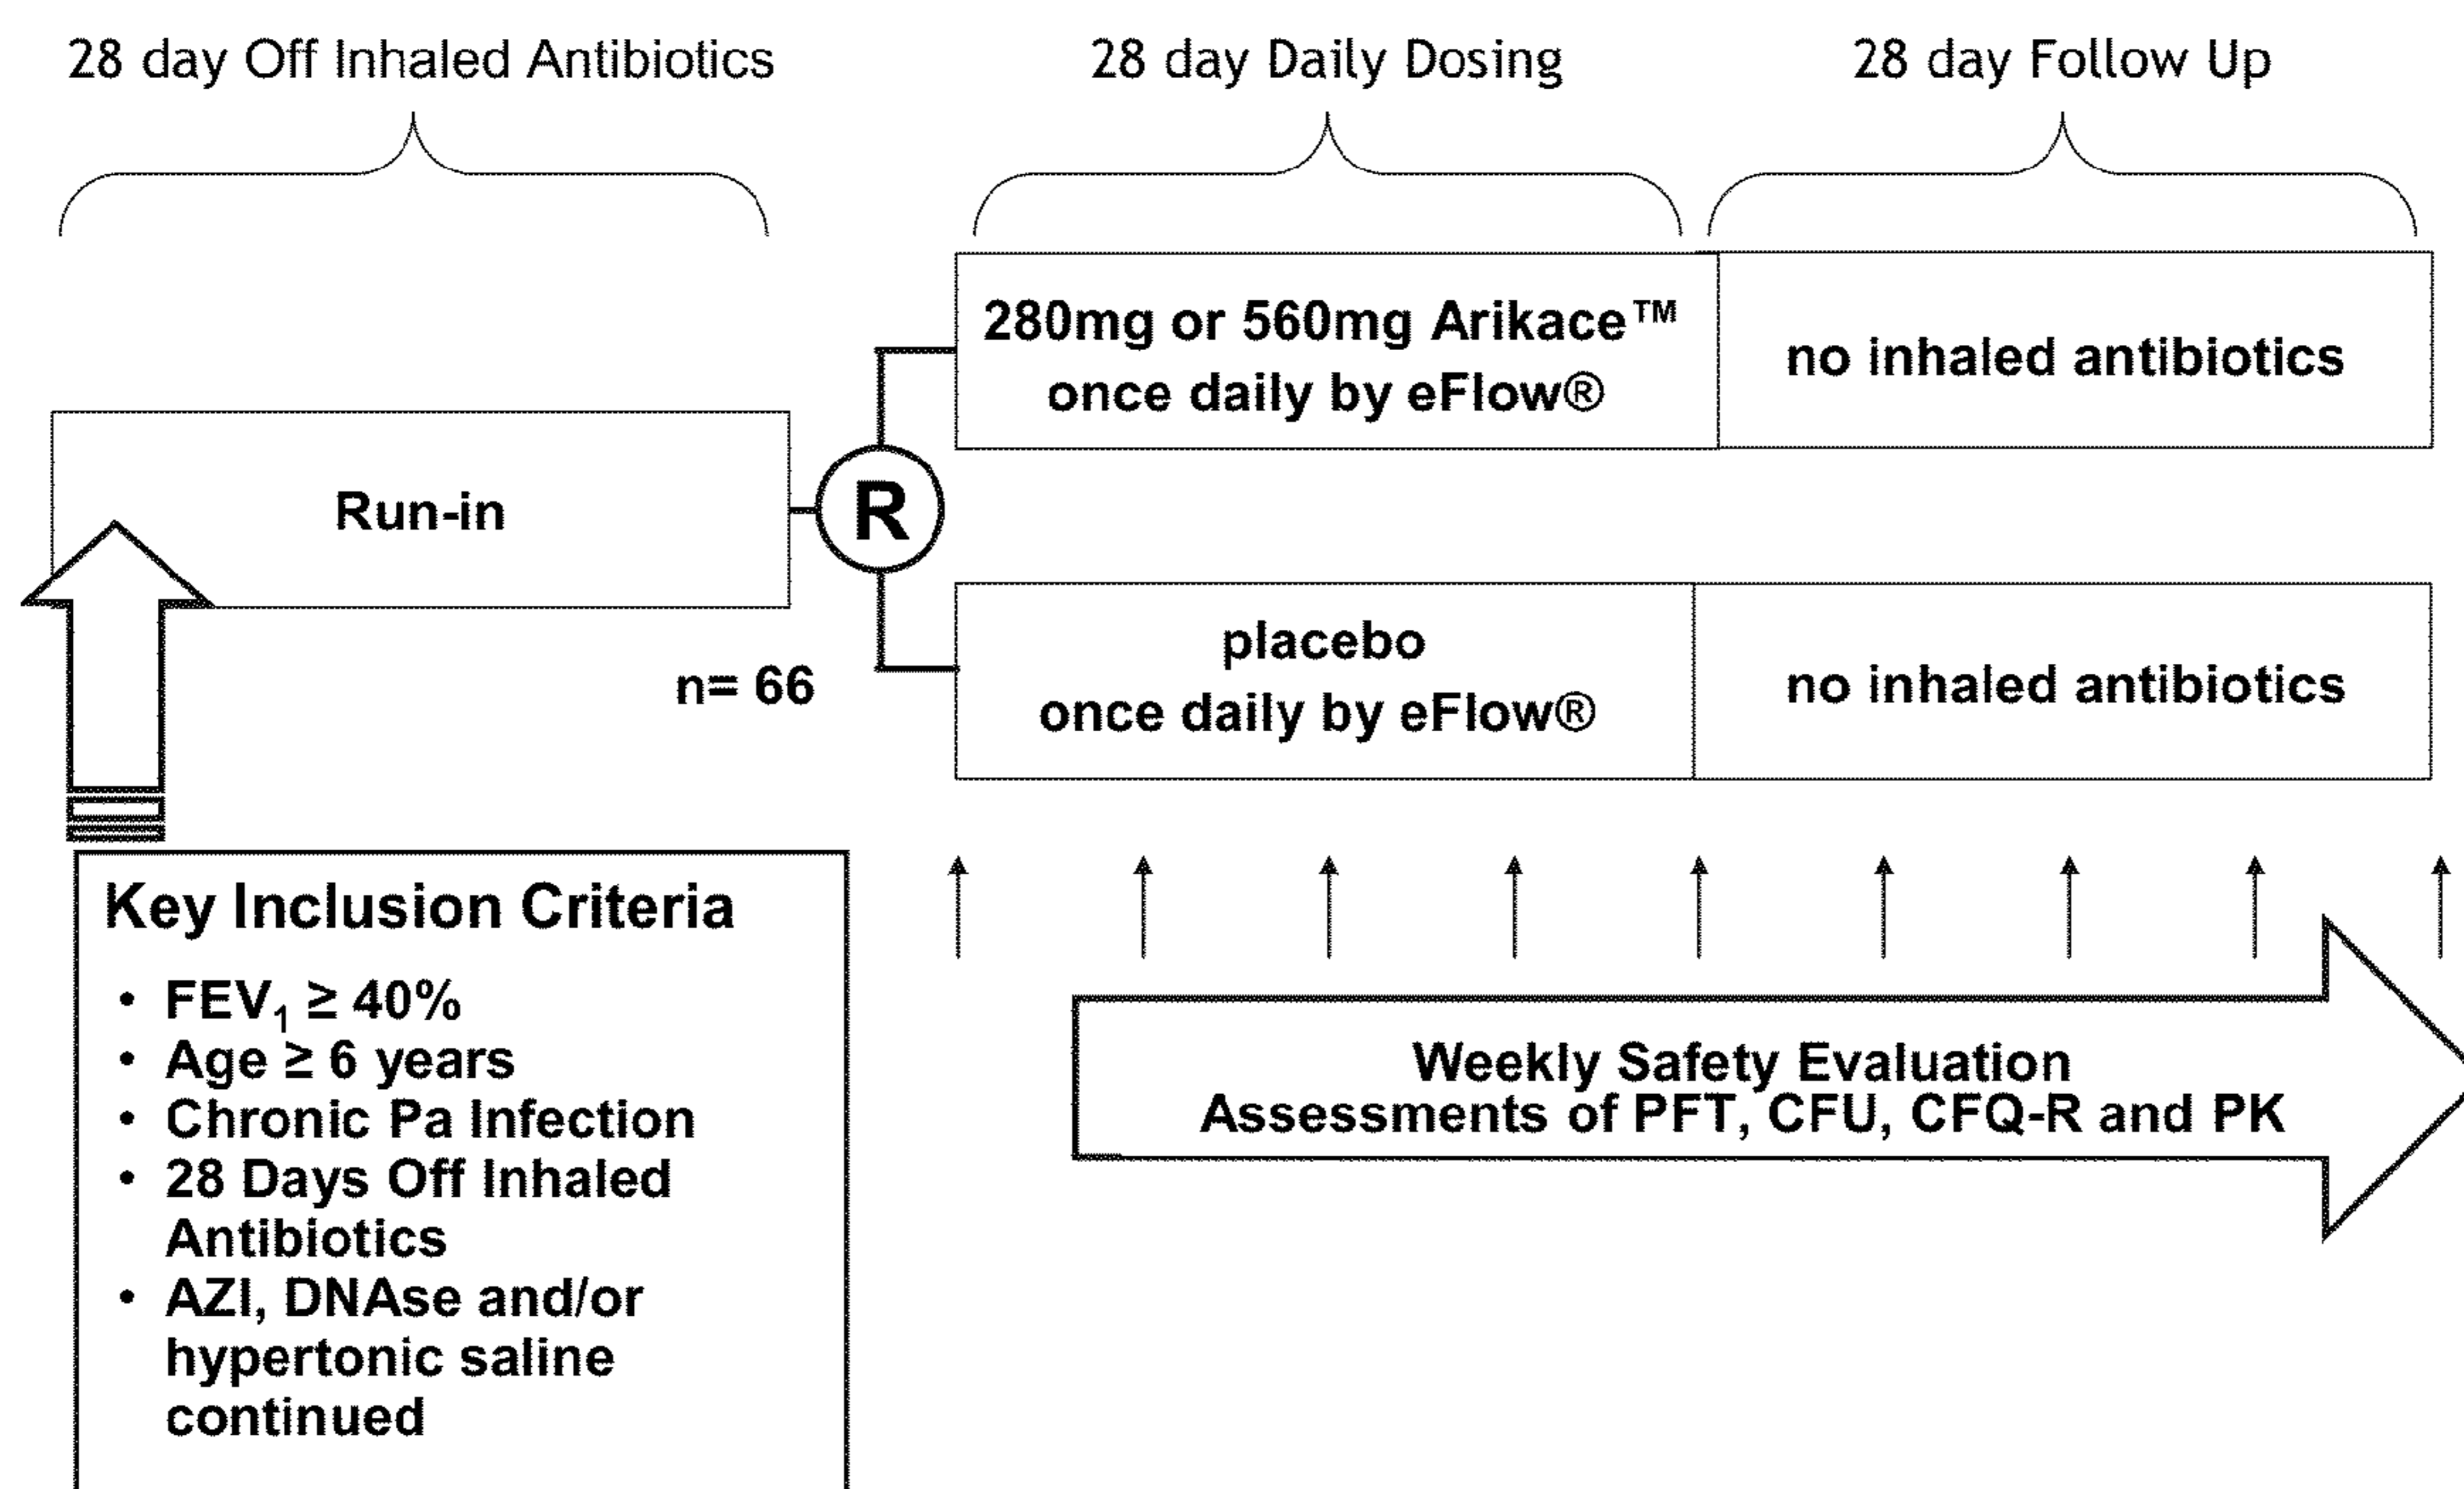 28 day Off Inhaled Antibiotics
28 day Daily Dosing
28 day Follow Up
280mg or 560mg Arikace™
once daily by eFlow®
no inhaled antibiotics
Run-in
R
n= 66
placebo
once daily by eFlow®
no inhaled antibiotics
Key Inclusion Criteria
• FEV₁ ≥ 40%
• Age ≥ 6 years
• Chronic Pa Infection
• 28 Days Off Inhaled
Antibiotics
• AZI, DNAse and/or
hypertonic saline
continued
Weekly Safety Evaluation
Assessments of PFT, CFU, CFQ-R and PK